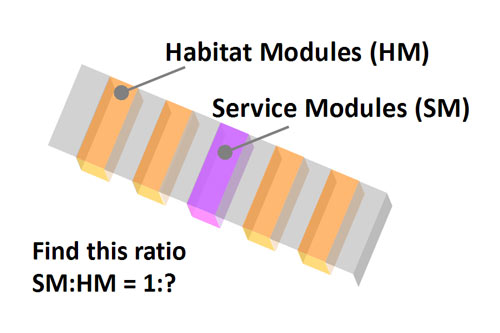 Habitat Modules (HM)
Service Modules (SM)
Find this ratio
SM:HM = 1:?